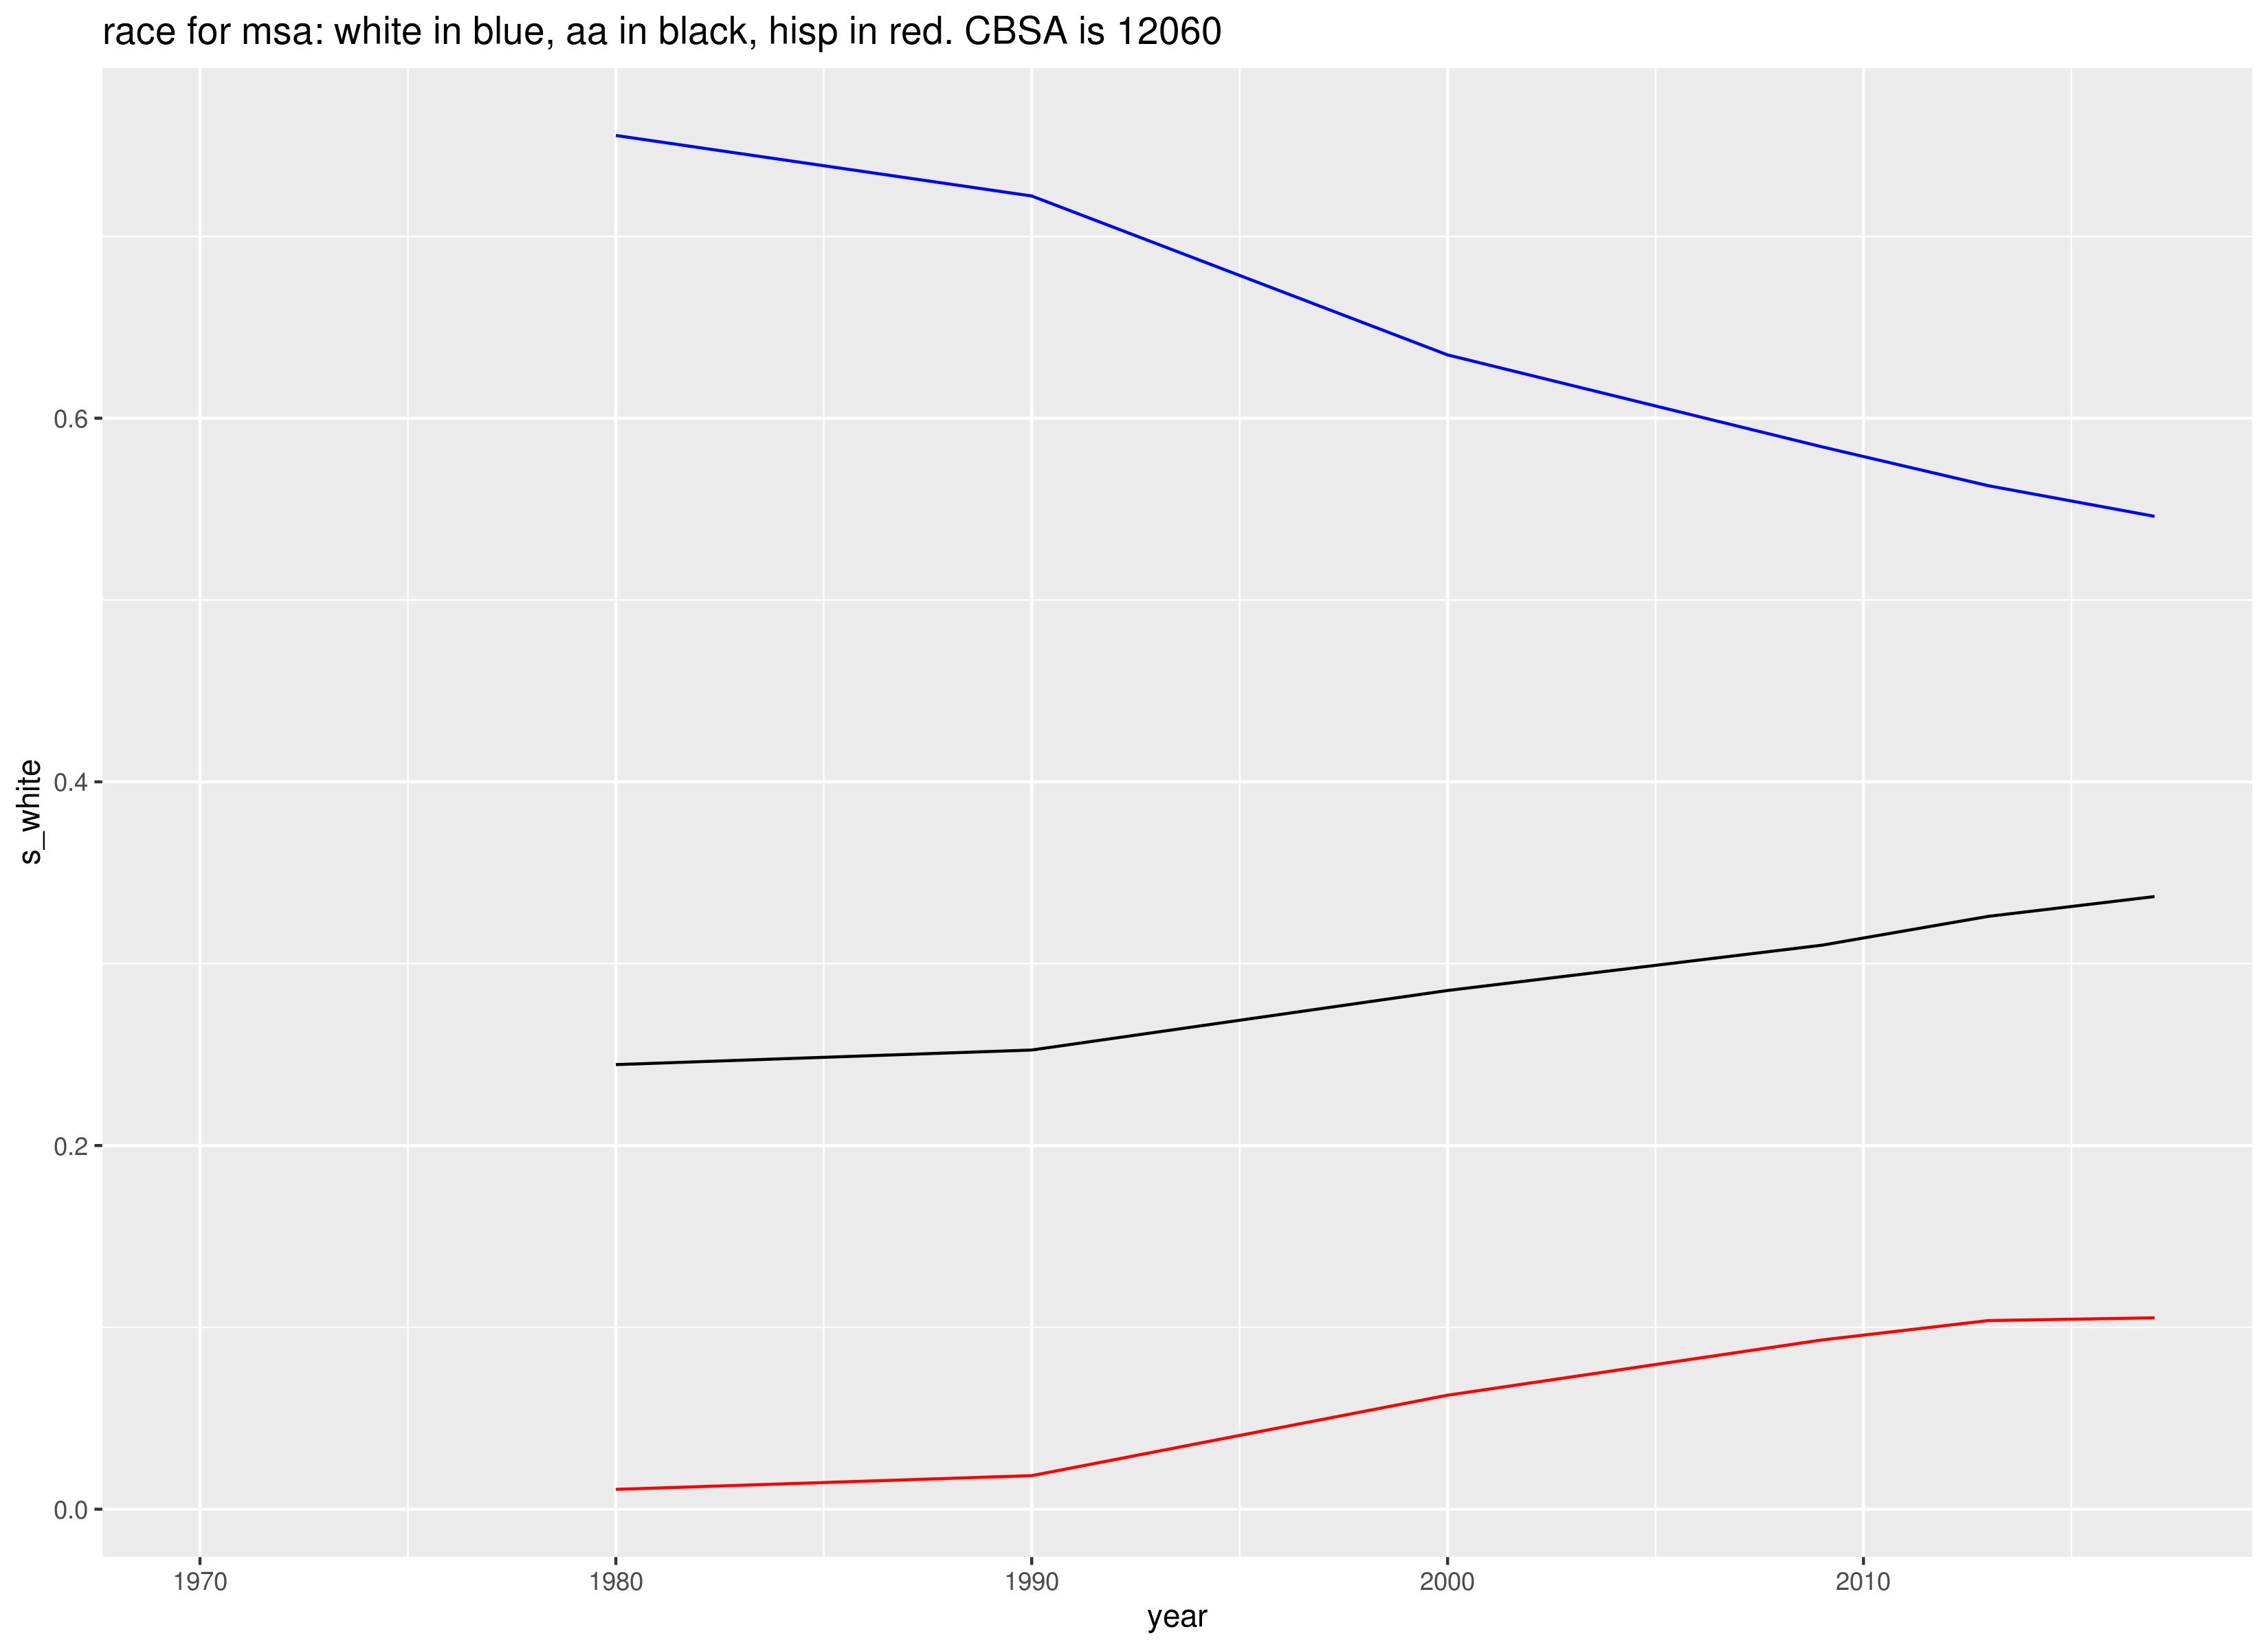 race for msa: white in blue, aa in black, hisp in red. CBSA is 12060
s_white
0.6
0.4
0.2
0.0
1970 1980 1990 2000 2010
year